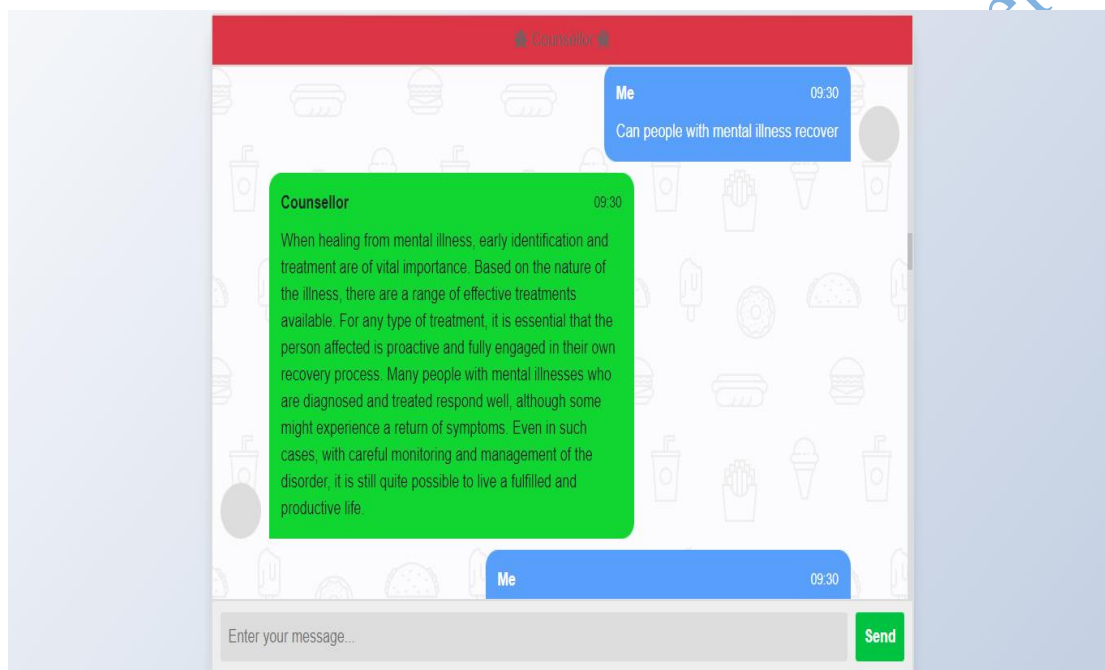 Counsellor
Me 09:30
Can people with mental illness recover
Counsellor 09:30
When healing from mental illness, early identification and
treatment are of vital importance. Based on the nature of
the illness, there are a range of effective treatments
available. For any type of treatment, it is essential that the
person affected is proactive and fully engaged in their own
recovery process. Many people with mental illnesses who
are diagnosed and treated respond well, although some
might experience a return of symptoms. Even in such
cases, with careful monitoring and management of the
disorder, it is still quite possible to live a fulfilled and
productive life.
Me 09:30
Enter your message...
Send